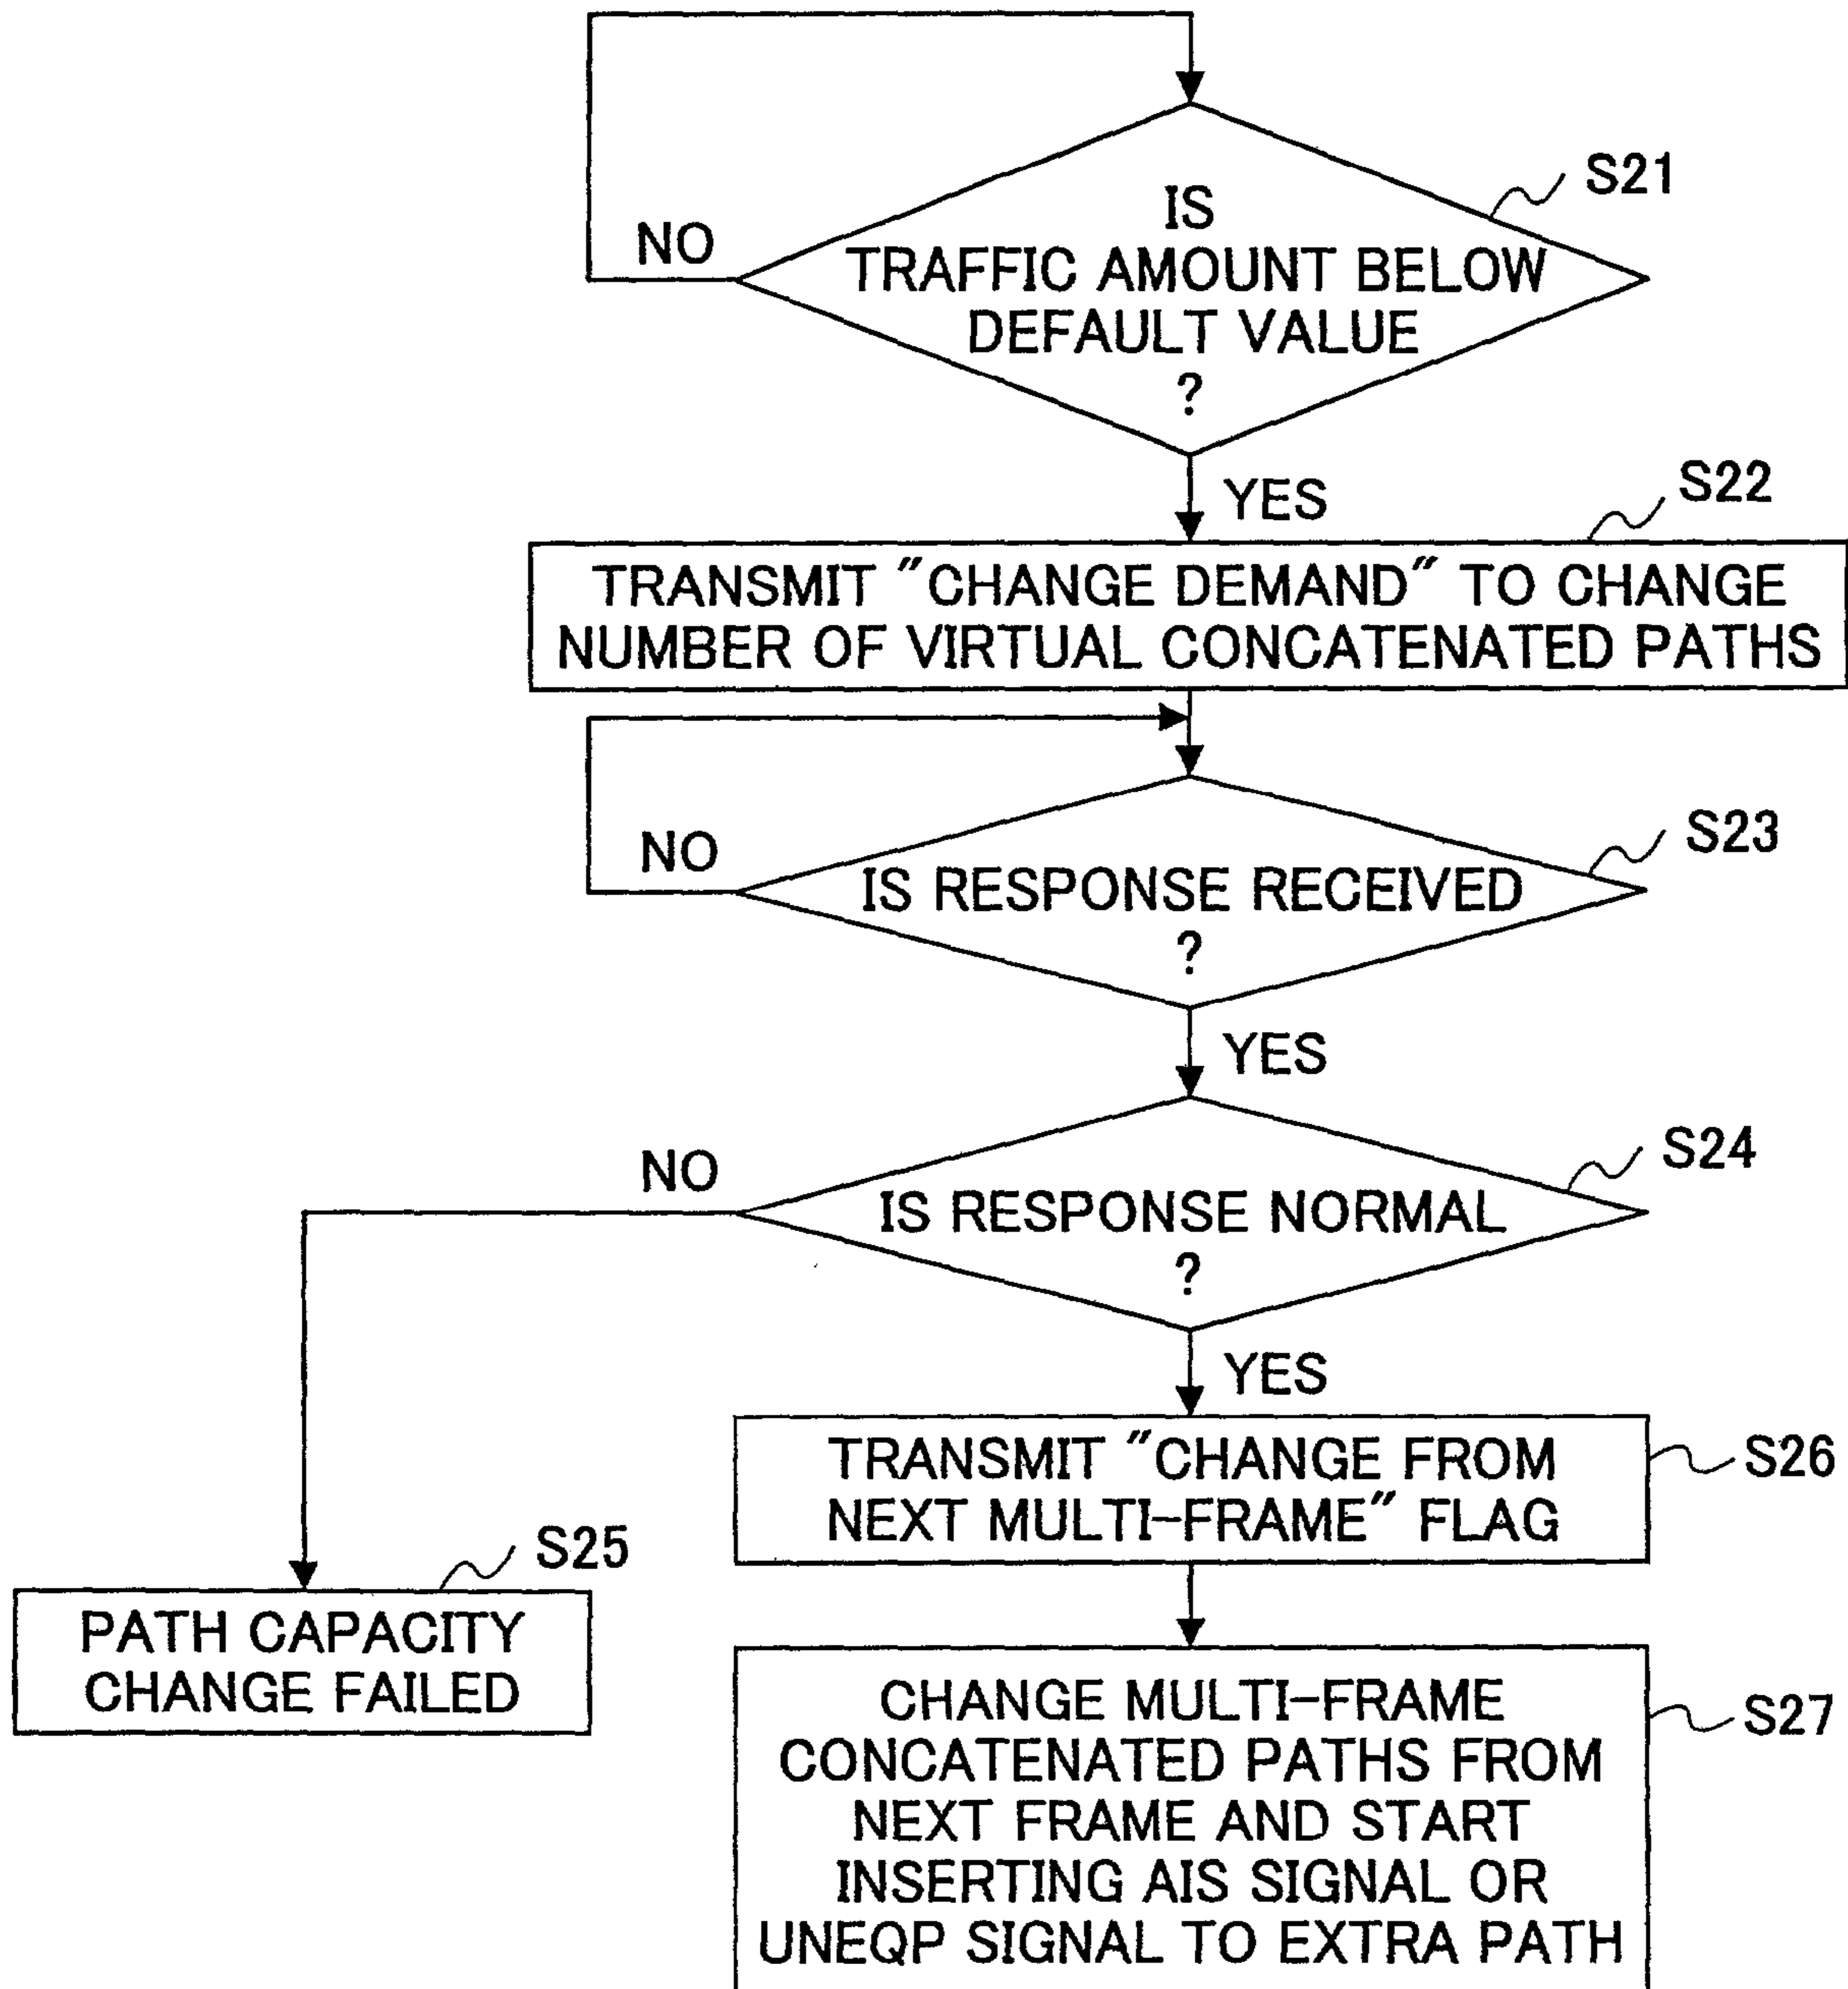 S21
IS
TRAFFIC AMOUNT BELOW
DEFAULT VALUE
?
NO
YES
S22
TRANSMIT "CHANGE DEMAND" TO CHANGE
NUMBER OF VIRTUAL CONCATENATED PATHS
S23
NO
IS RESPONSE RECEIVED
?
YES
S24
NO
IS RESPONSE NORMAL
?
YES
S26
TRANSMIT "CHANGE FROM
NEXT MULTI-FRAME" FLAG
S25
PATH CAPACITY
CHANGE FAILED
S27
CHANGE MULTI-FRAME
CONCATENATED PATHS FROM
NEXT FRAME AND START
INSERTING AIS SIGNAL OR
UNEQP SIGNAL TO EXTRA PATH